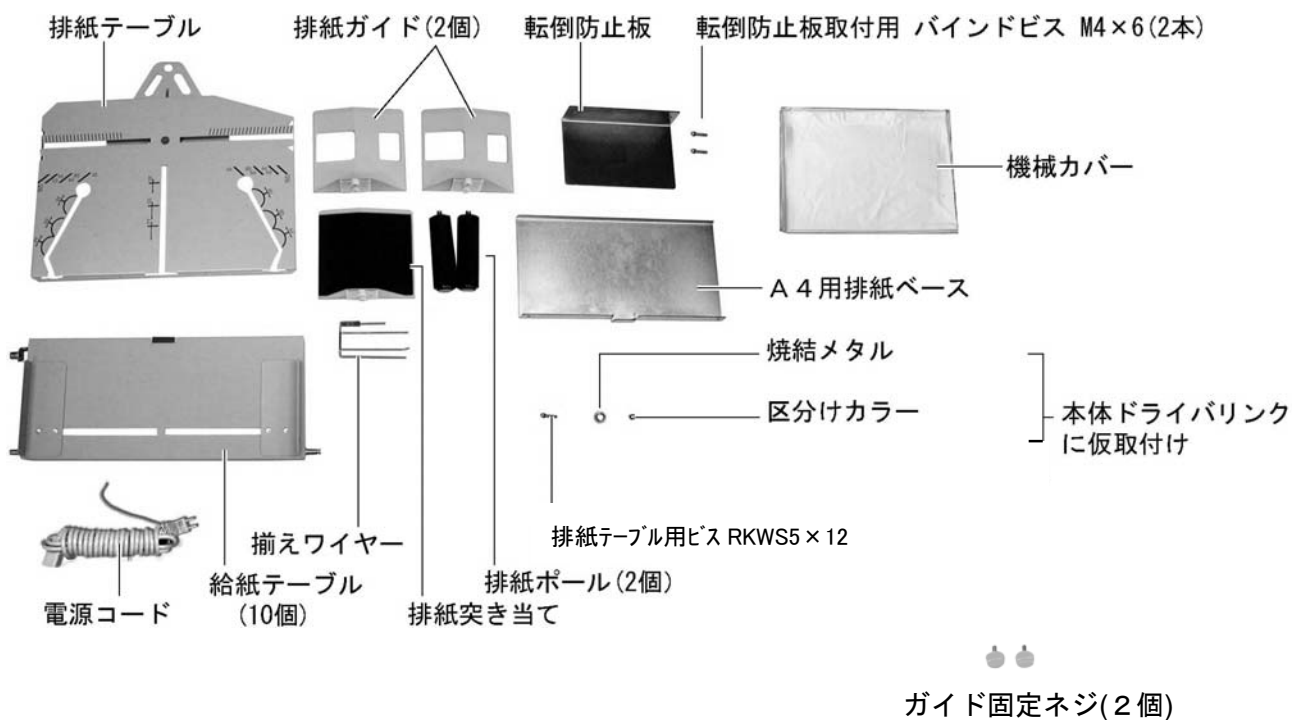 排紙テーブル
排紙ガイド(2個)
転倒防止板
転倒防止板取付用 バインドビス M4×6(2本)
機械カバー
A4用排紙ベース
焼結メタル
区分けカラー
本体ドライバリンク
に仮取付け
排紙テーブル用ビス RKWS5×12
揃えワイヤー
排紙ポール(2個)
給紙テーブル
(10個)
排紙突き当て
電源コード
ガイド固定ネジ(2個)